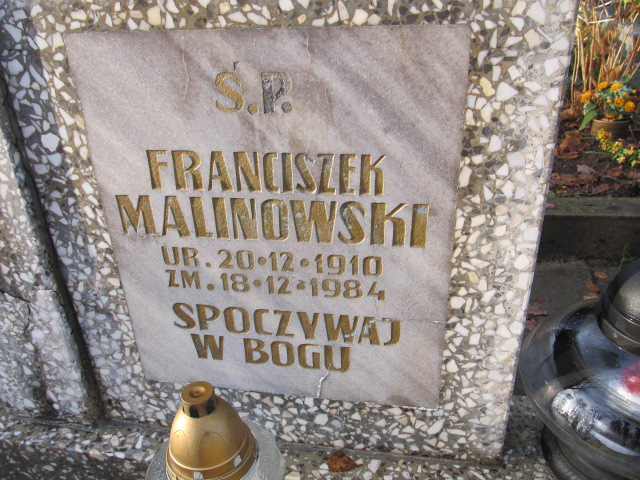 Ś.P.
FRANCISZEK
MALINOWSKI
UR. 20·12·1910
ZM. 18·12·1984
SPOCZYWAJ
W BOGU